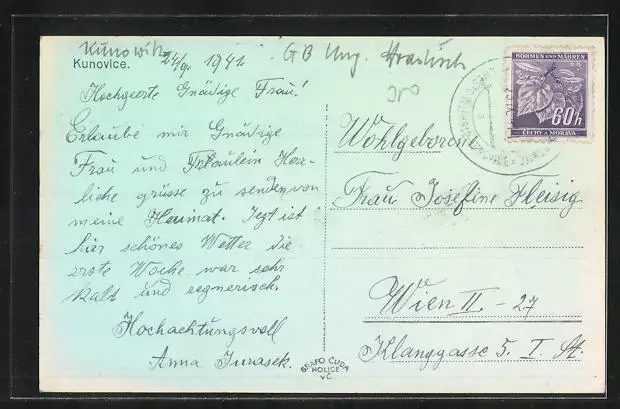 Kunowitz
Kunovice.
24/9. 1941
GB Ung. Hradisch
Hochgeerte Gnädige Frau!
Erlaube mir Gnädige
Frau und Fräulein Herz-
liche grüsse zu senden von
meine Heimat. Jezt ist
hier schönes Wetter die
erste Woche war sehr
kalt und regnerisch.
Hochachtungsvoll
Anna Jurasek.
BÖHMEN UND MÄHREN
60h
ČECHY A MORAVA
Wohlgeborene
Frau Josefine Fleisig
Wien II. - 27
Klanggasse 5. I. St.
GRAFO ČUDA
HOLICE
V.Č.